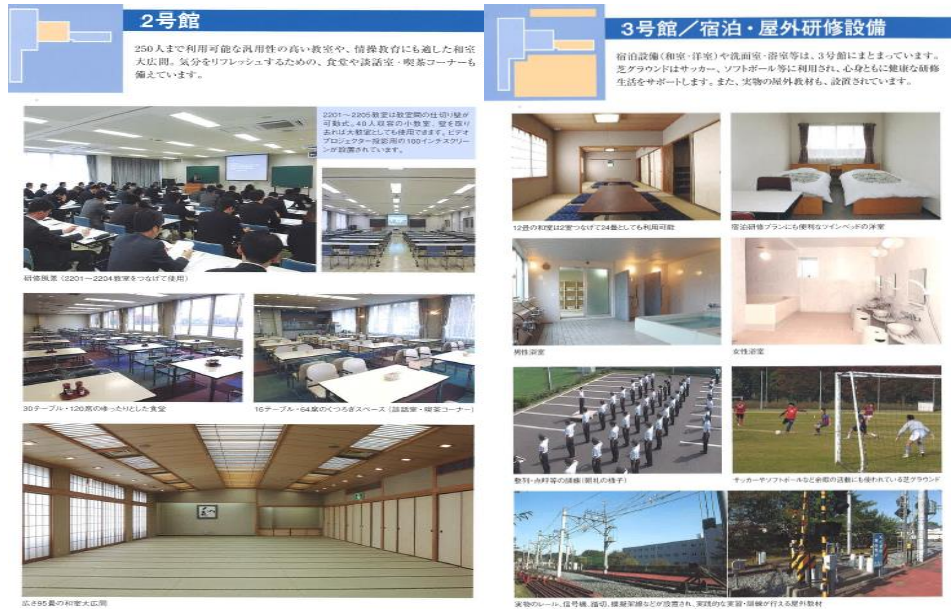 2号館
250人まで利用可能な汎用性の高い教室や、情操教育にも適した和室
大広間。気分をリフレッシュするための、食堂や談話室・喫茶コーナーも
備えています。
2201〜2205教室は教室間の仕切り壁が
可動式。40人収容の小教室、壁を取り
あれば大教室としても使用できます。ビデオ
プロジェクター投影用の100インチスクリー
ンが設置されています。
研修風景（2201〜2204教室をつなげて使用）
30テーブル・120席のゆったりとした食堂
16テーブル・64席のくつろぎスペース（談話室・喫茶コーナー）
広さ95畳の和室大広間
3号館／宿泊・屋外研修設備
宿泊設備（和室・洋室）や洗面室・浴室等は、3号館にまとまっています。
芝グラウンドはサッカー、ソフトボール等に利用され、心身ともに健康な研修
生活をサポートします。また、実物の屋外教材も、設置されています。
12畳の和室は2室つなげて24畳としても利用可能
宿泊研修プランにも便利なツインベッドの洋室
男性浴室
女性浴室
整列・点呼等の訓練（朝礼の様子）
サッカーやソフトボールなど余暇の活動にも使われている芝グラウンド
実物のレール、信号機、踏切、模擬架線などが設置され、実践的な実習・訓練が行える屋外教材